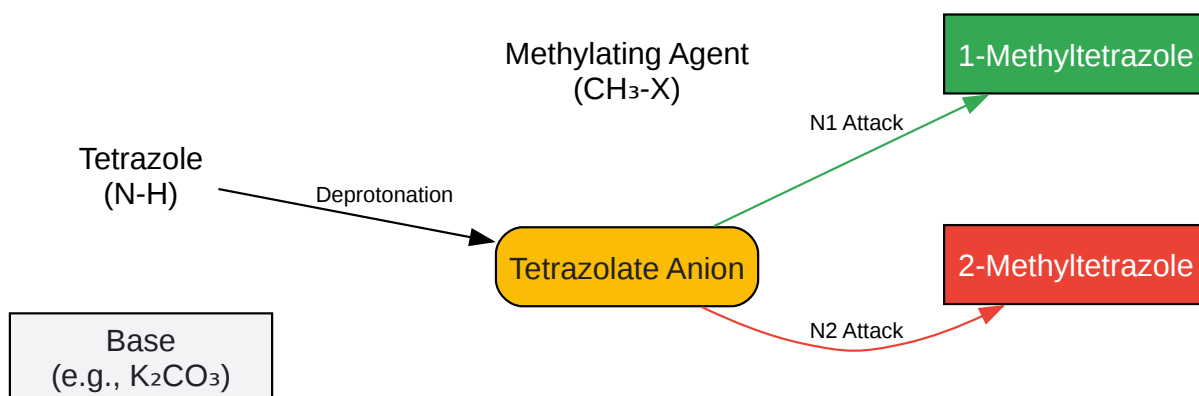 Methylating Agent
(CH₃-X)
1-Methyltetrazole
N1 Attack
Tetrazole
(N-H)
Deprotonation
Tetrazolate Anion
2-Methyltetrazole
N2 Attack
Base
(e.g., K₂CO₃)